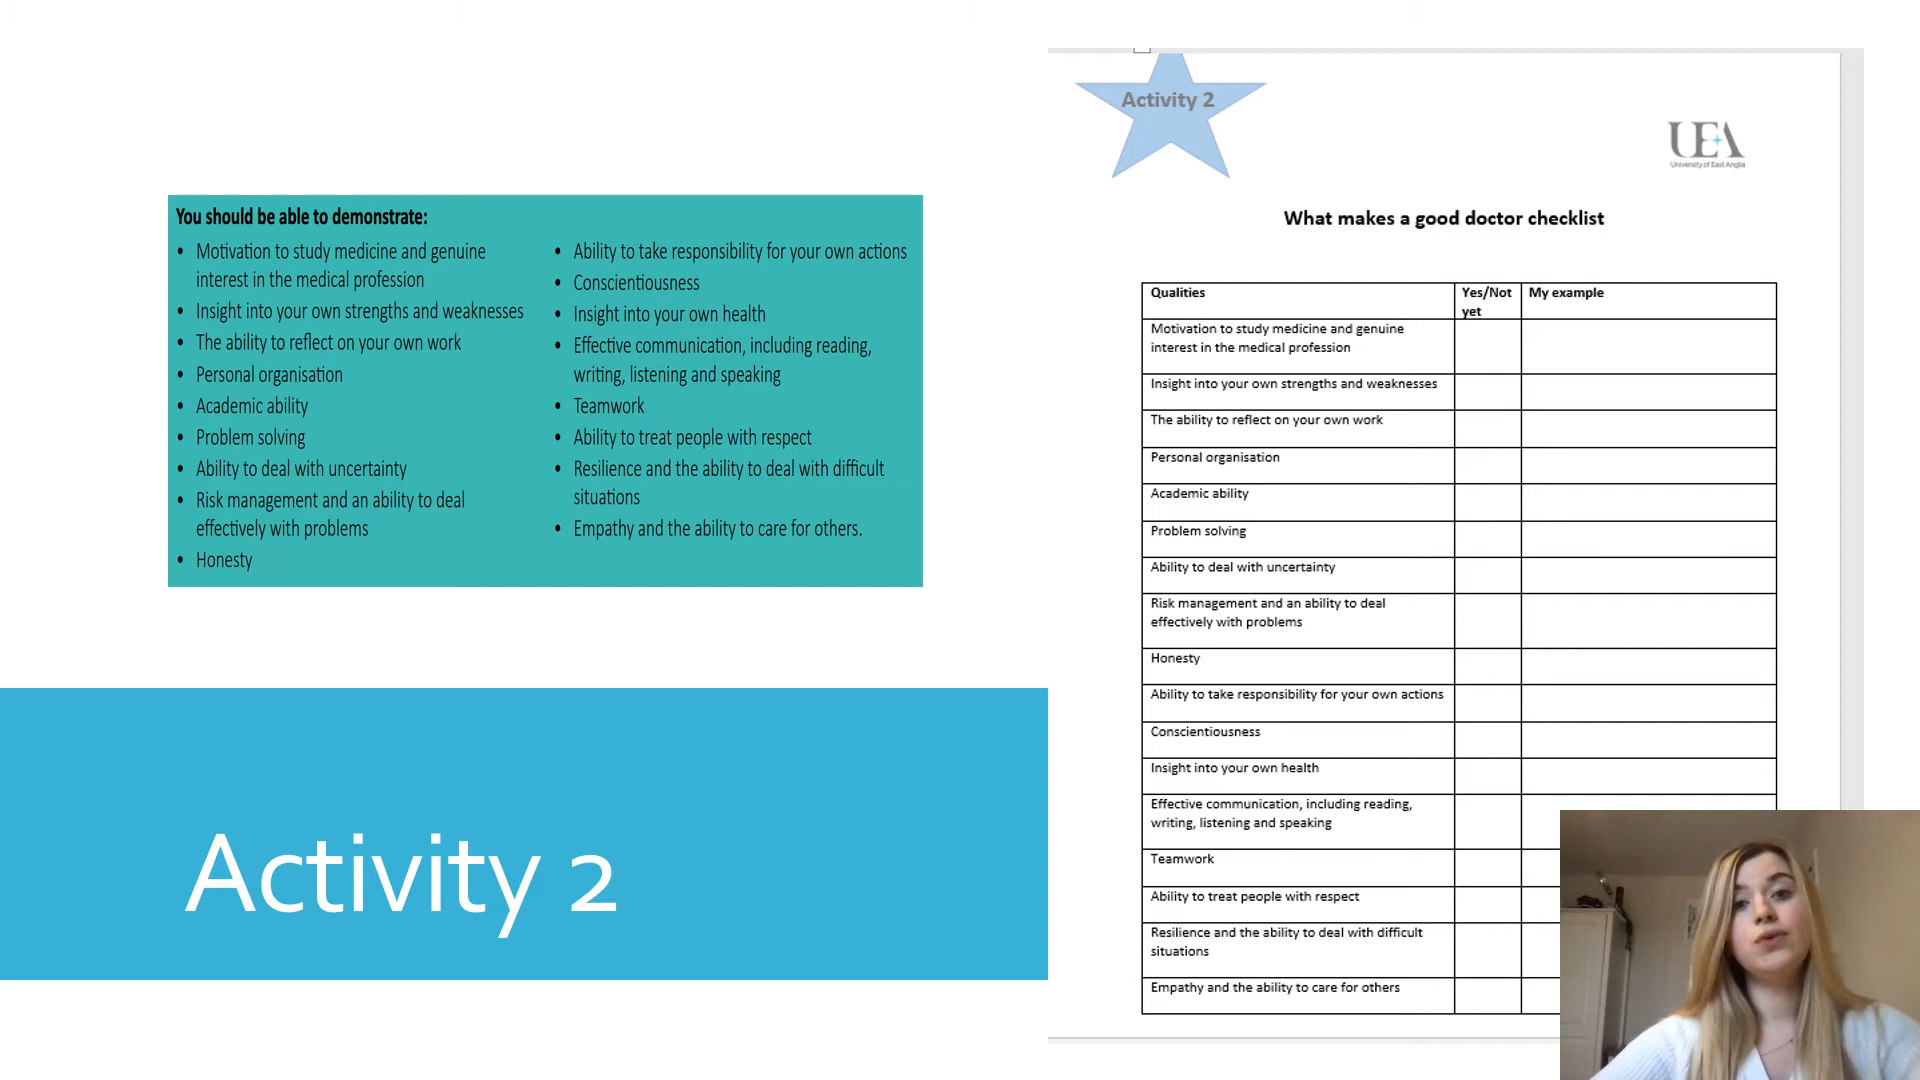 You should be able to demonstrate:
• Motivation to study medicine and genuine
interest in the medical profession
• Insight into your own strengths and weaknesses
• The ability to reflect on your own work
• Personal organisation
• Academic ability
• Problem solving
• Ability to deal with uncertainty
• Risk management and an ability to deal
effectively with problems
• Honesty
• Ability to take responsibility for your own actions
• Conscientiousness
• Insight into your own health
• Effective communication, including reading,
writing, listening and speaking
• Teamwork
• Ability to treat people with respect
• Resilience and the ability to deal with difficult
situations
• Empathy and the ability to care for others.
Activity 2
Activity 2
UEA
University of East Anglia
What makes a good doctor checklist
Qualities
Yes/Not
yet
My example
Motivation to study medicine and genuine
interest in the medical profession
Insight into your own strengths and weaknesses
The ability to reflect on your own work
Personal organisation
Academic ability
Problem solving
Ability to deal with uncertainty
Risk management and an ability to deal
effectively with problems
Honesty
Ability to take responsibility for your own actions
Conscientiousness
Insight into your own health
Effective communication, including reading,
writing, listening and speaking
Teamwork
Ability to treat people with respect
Resilience and the ability to deal with difficult
situations
Empathy and the ability to care for others